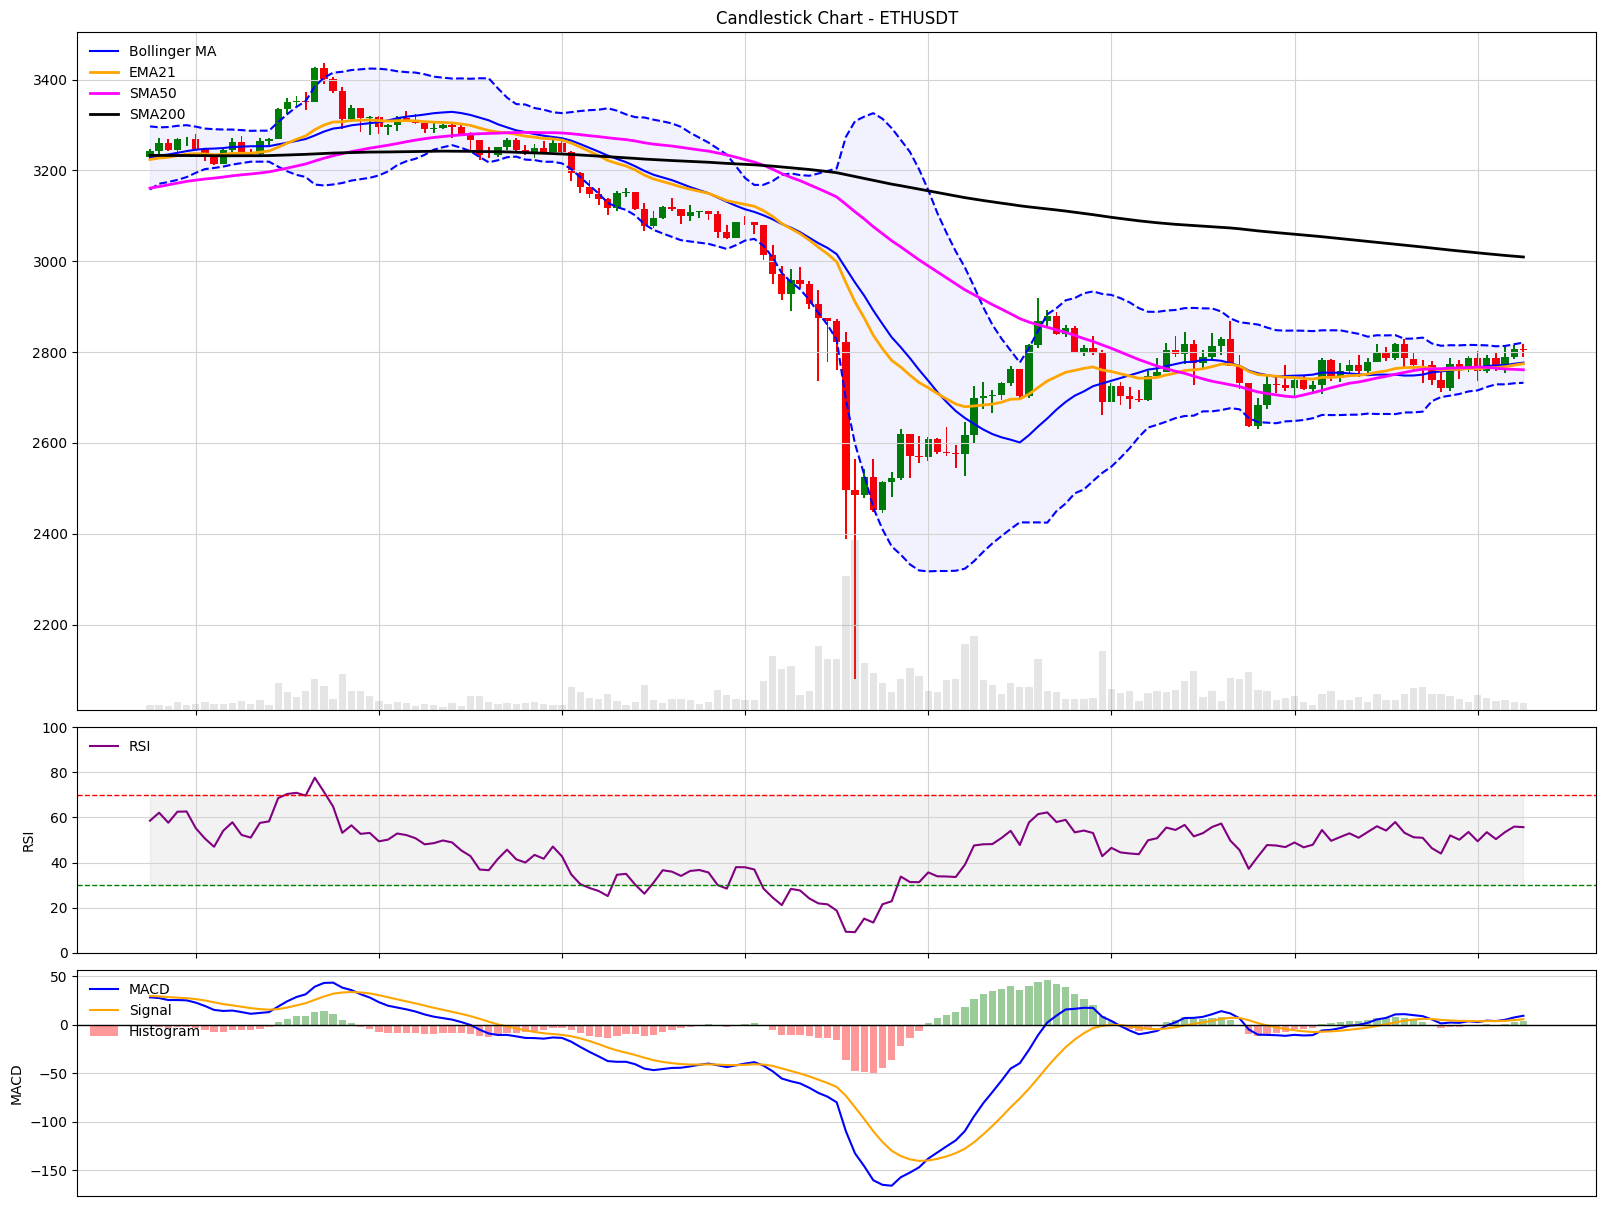 Candlestick Chart - ETHUSDT
Bollinger MA
EMA21
SMA50
SMA200
3400
3200
3000
2800
2600
2400
2200
RSI
RSI
100
80
60
40
20
0
MACD
Signal
Histogram
MACD
50
0
−50
−100
−150